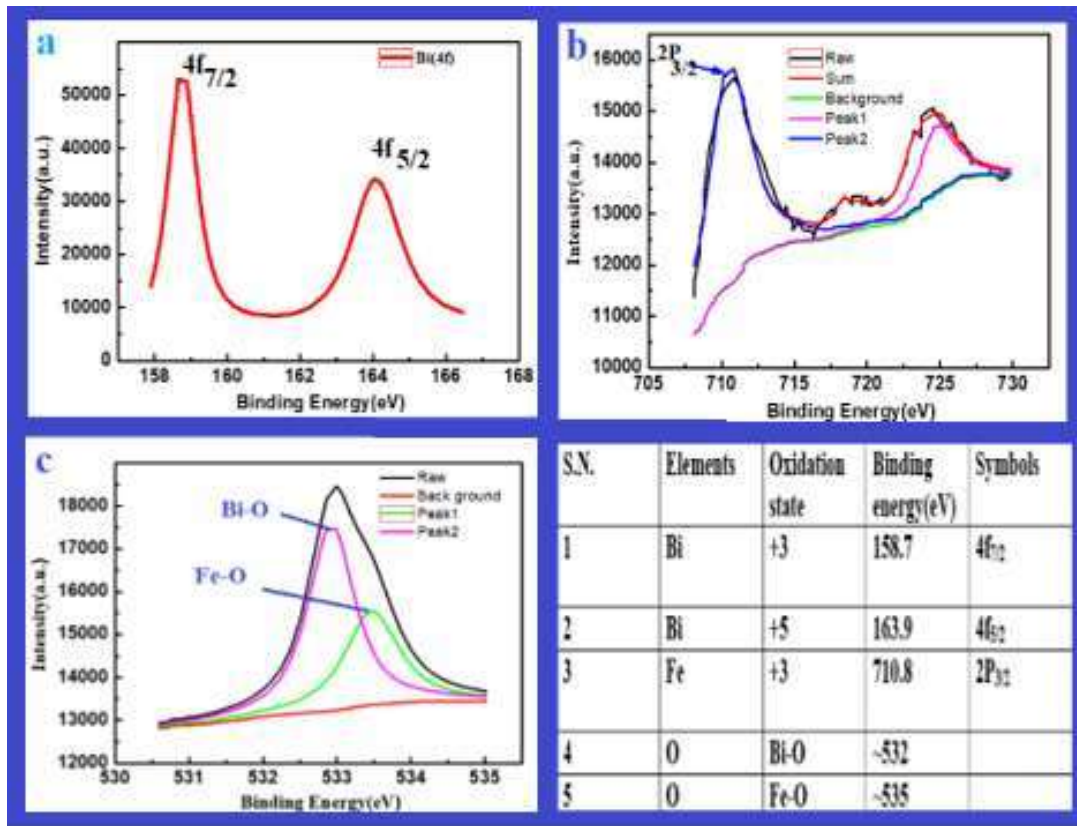 a
4f7/2
4f 5/2
Bi(4f)
Intensity(a.u.)
50000
40000
30000
20000
10000
0
158 160 162 164 166 168
Binding Energy(eV)
b
2P 3/2
Raw
Sum
Background
Peak1
Peak2
Intensity(a.u.)
16000
15000
14000
13000
12000
11000
10000
705 710 715 720 725 730
Binding Energy(eV)
c
Bi-O
Fe-O
Raw
Back ground
Peak1
Peak2
Intensity(a.u.)
18000
17000
16000
15000
14000
13000
12000
530 531 532 533 534 535
Binding Energy(eV)
S.N. Elements Oxidation state Binding energy(eV) Symbols
1 Bi +3 158.7 4f7/2
2 Bi +5 163.9 4f5/2
3 Fe +3 710.8 2P3/2
4 O Bi-O ~532
5 O Fe-O ~535